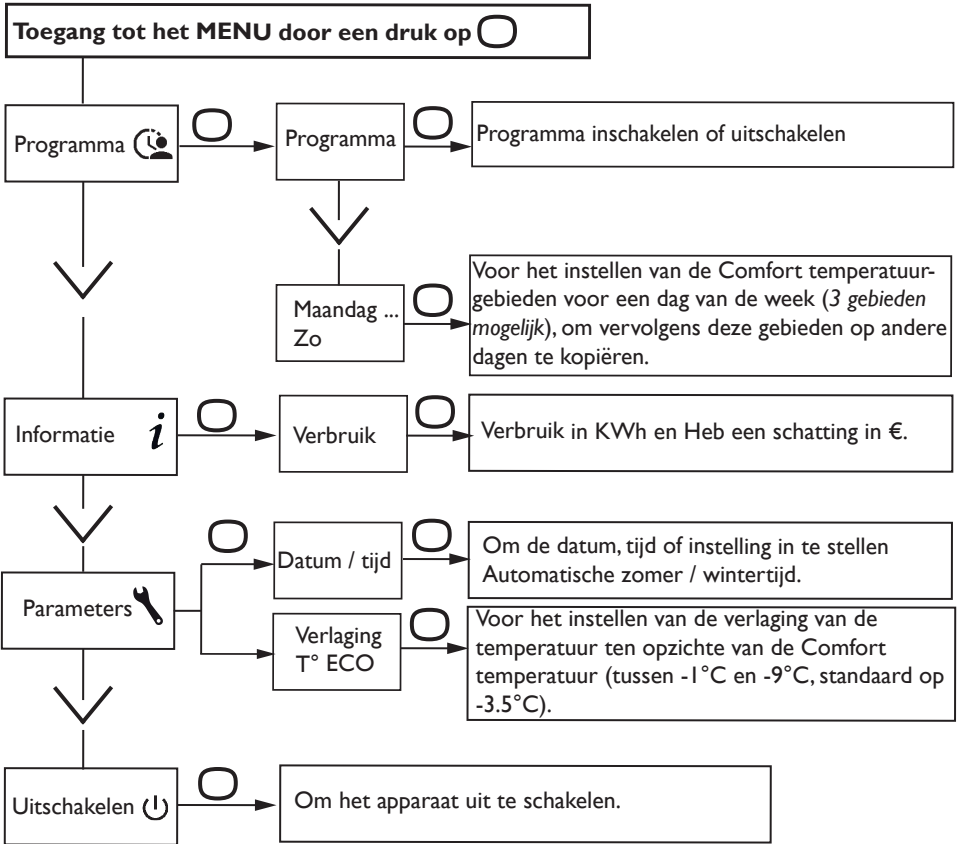 Toegang tot het MENU door een druk op
Programma
Programma
Programma inschakelen of uitschakelen
Maandag ...
Zo
Voor het instellen van de Comfort temperatuur-
gebieden voor een dag van de week (3 gebieden
mogelijk), om vervolgens deze gebieden op andere
dagen te kopiëren.
Informatie i
Verbruik
Verbruik in KWh en Heb een schatting in €.
Parameters
Datum / tijd
Om de datum, tijd of instelling in te stellen
Automatische zomer / wintertijd.
Verlaging
T° ECO
Voor het instellen van de verlaging van de
temperatuur ten opzichte van de Comfort
temperatuur (tussen -1°C en -9°C, standaard op
-3.5°C).
Uitschakelen
Om het apparaat uit te schakelen.